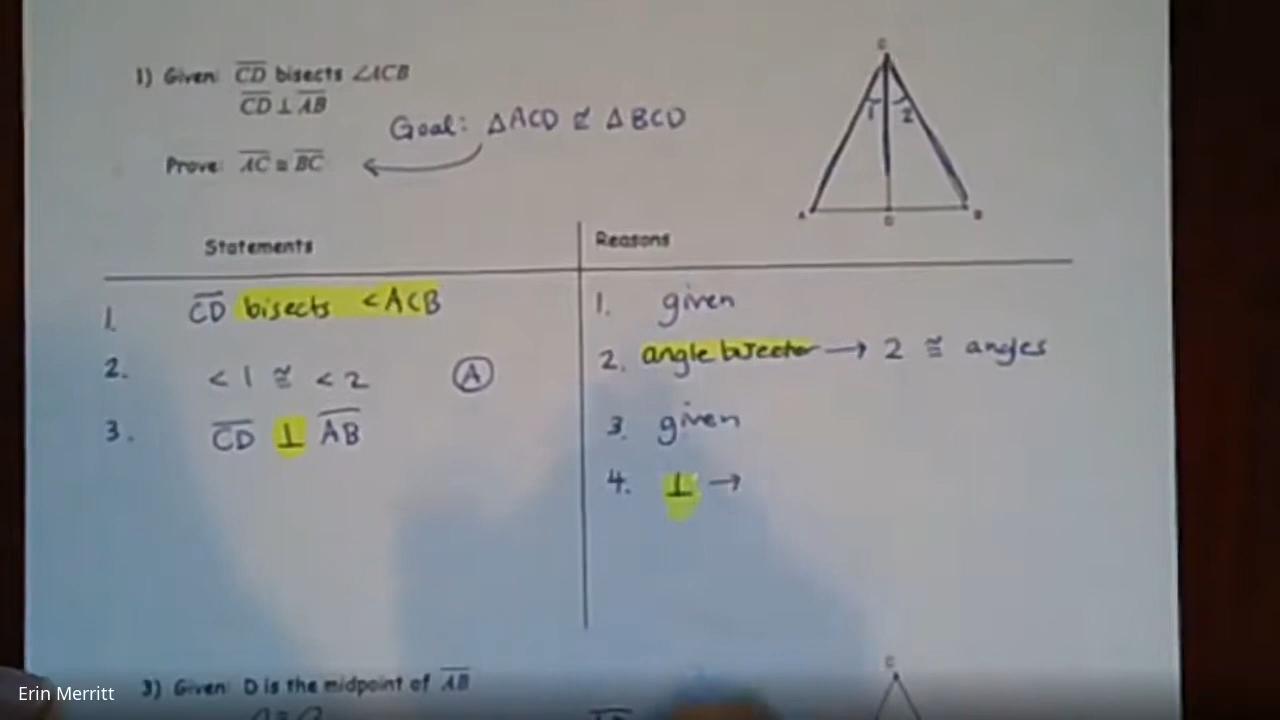 1) Given: CD bisects ∠ACB
CD ⊥ AB
Goal: △ACD ≅ △BCD
Prove: AC ≅ BC
C
1 2
A D B
Statements Reasons
1. CD bisects <ACB 1. given
2. <1 ≅ <2 A 2. angle bisector → 2 ≅ angles
3. CD ⊥ AB 3. given
4. ⊥ →
3) Given: D is the midpoint of AB
C
Erin Merritt